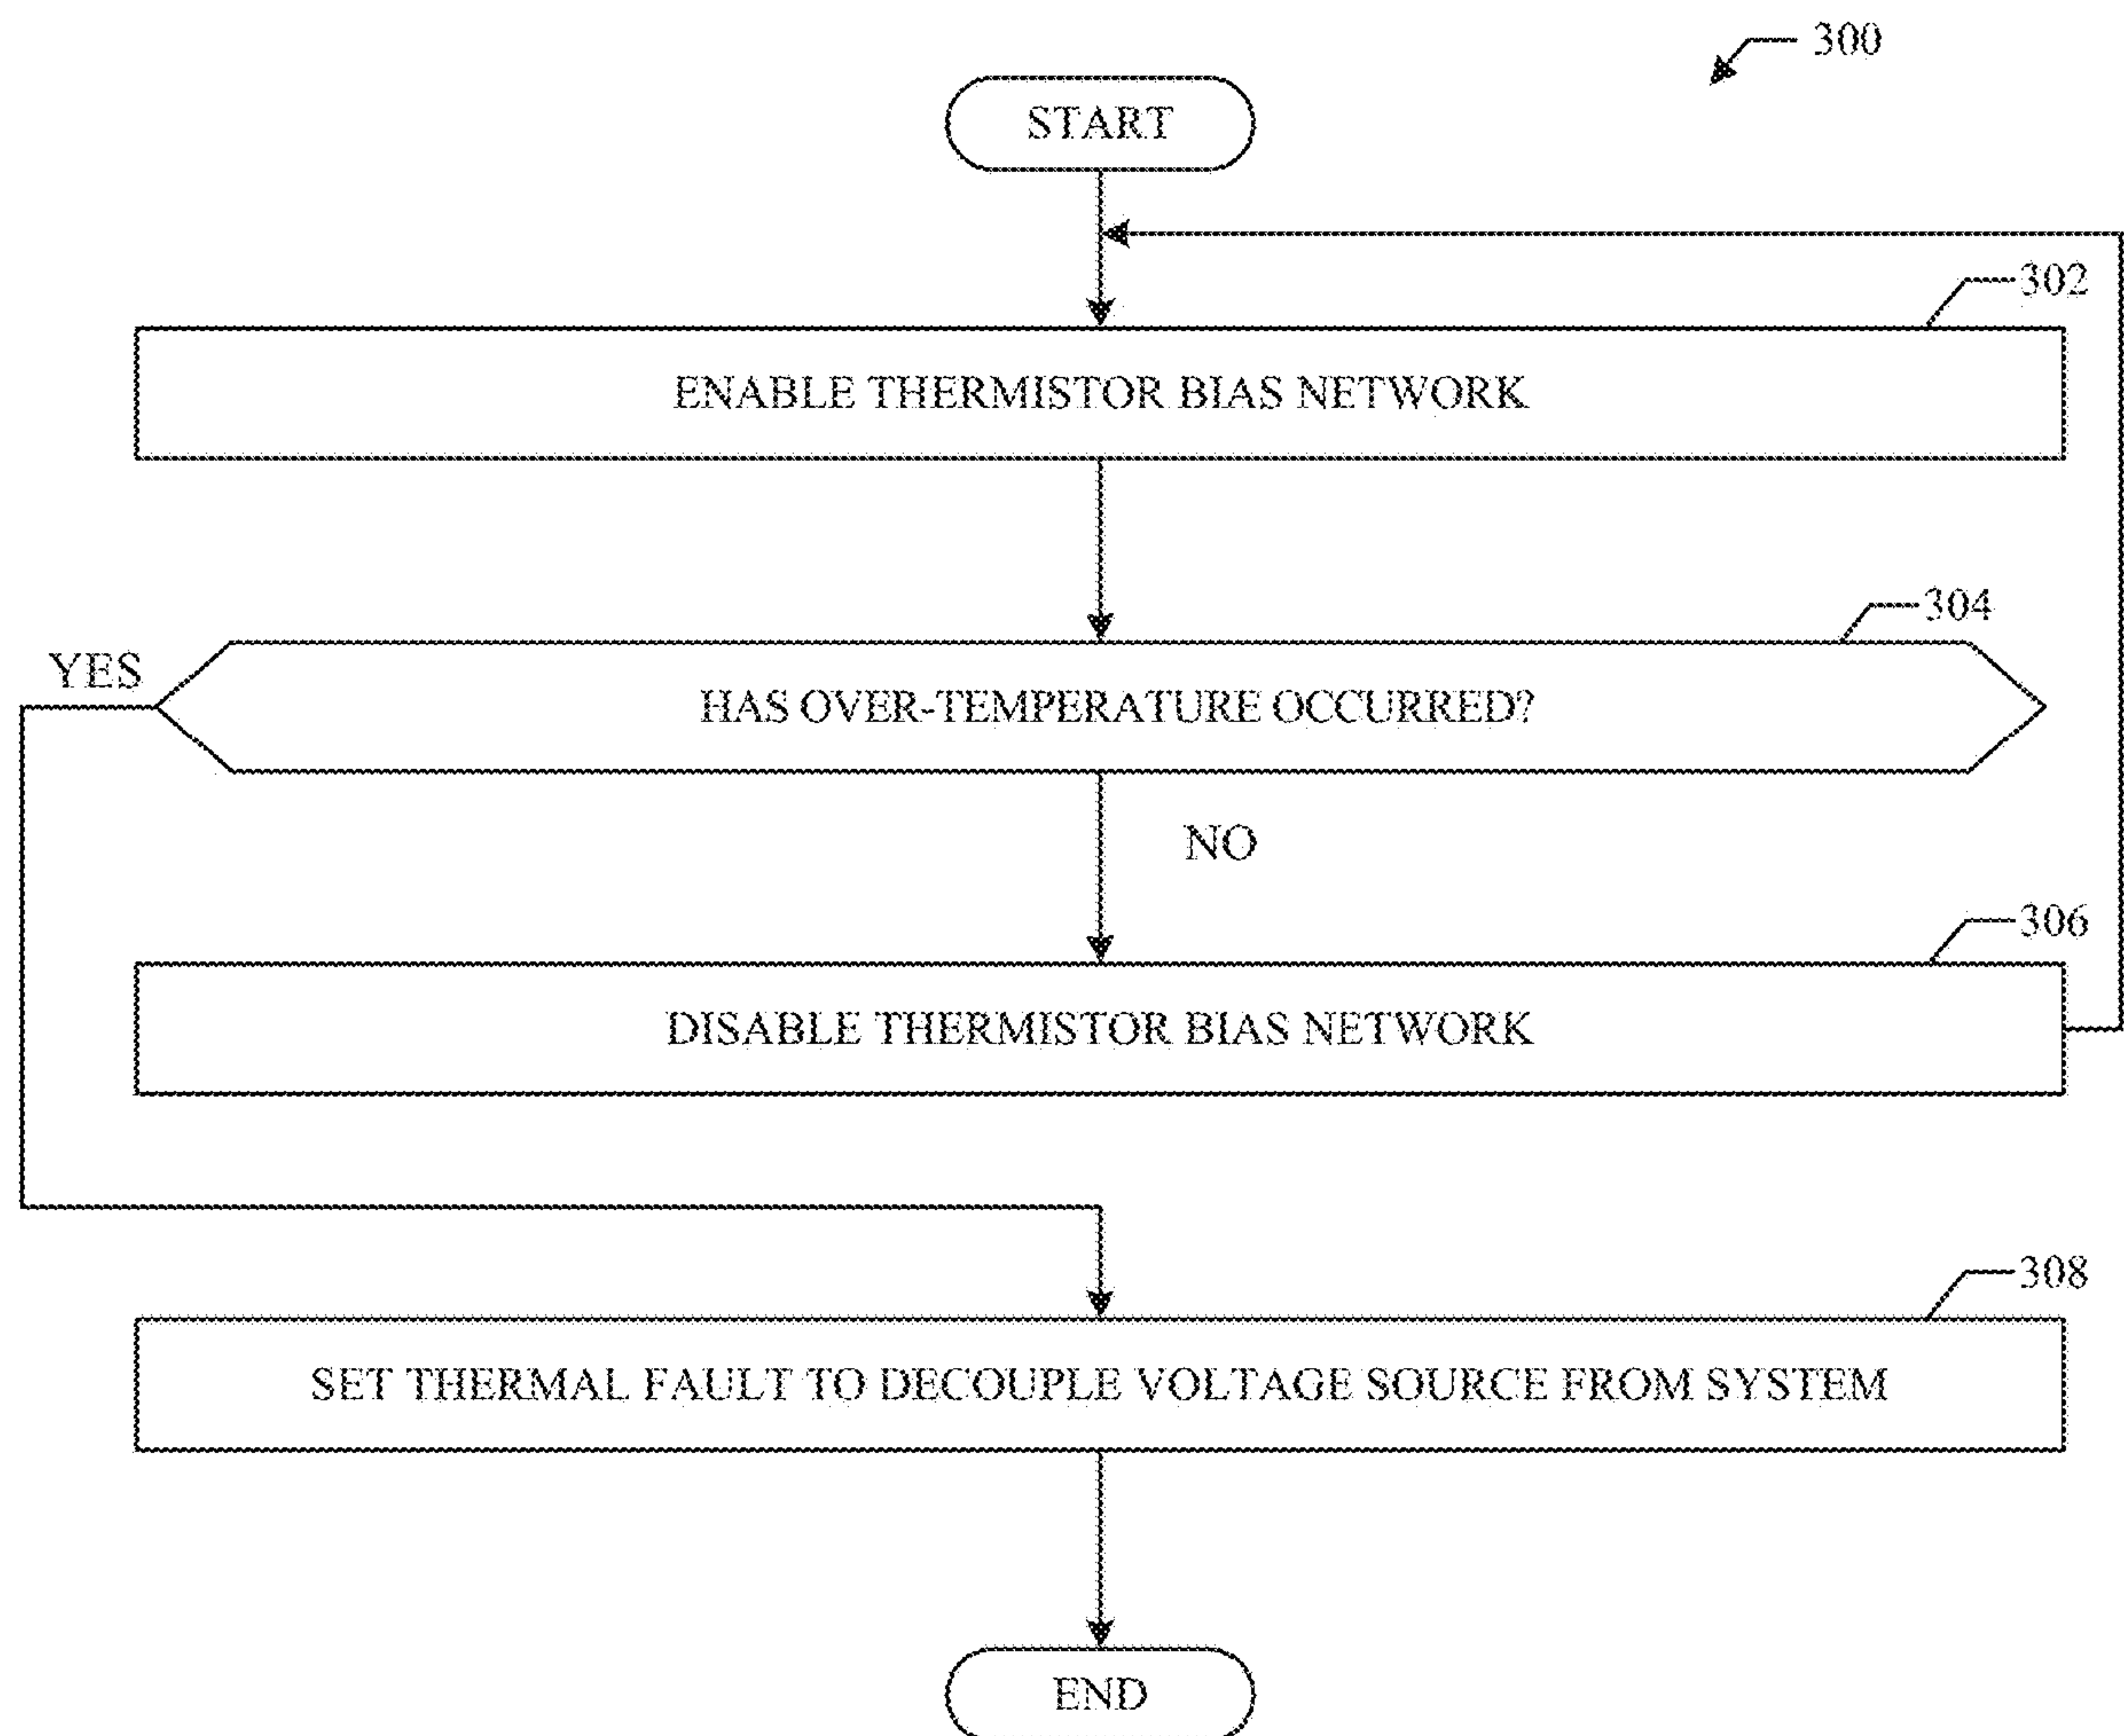 300
START
302
ENABLE THERMISTOR BIAS NETWORK
304
YES
HAS OVER-TEMPERATURE OCCURRED?
NO
306
DISABLE THERMISTOR BIAS NETWORK
308
SET THERMAL FAULT TO DECOUPLE VOLTAGE SOURCE FROM SYSTEM
END